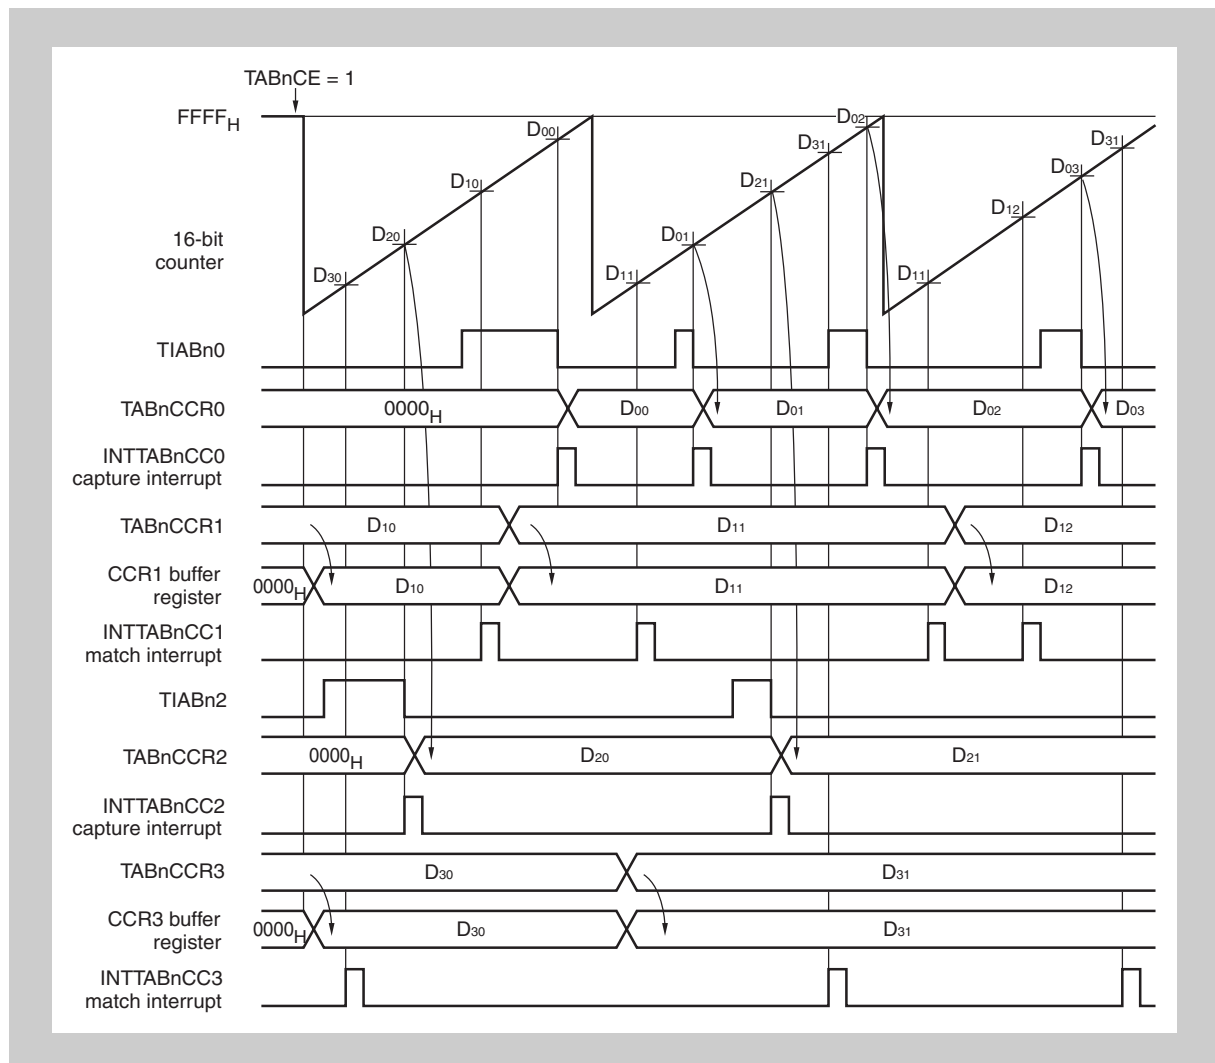 TABnCE = 1
FFFFH
D00
D02
D31
D31
D10
D21
D03
D20
D01
D12
16-bit
counter
D30
D11
D11
TIABn0
TABnCCR0
0000H
D00
D01
D02
D03
INTTABnCC0
capture interrupt
TABnCCR1
D10
D11
D12
CCR1 buffer
register
0000H
D10
D11
D12
INTTABnCC1
match interrupt
TIABn2
TABnCCR2
0000H
D20
D21
INTTABnCC2
capture interrupt
TABnCCR3
D30
D31
CCR3 buffer
register
0000H
D30
D31
INTTABnCC3
match interrupt